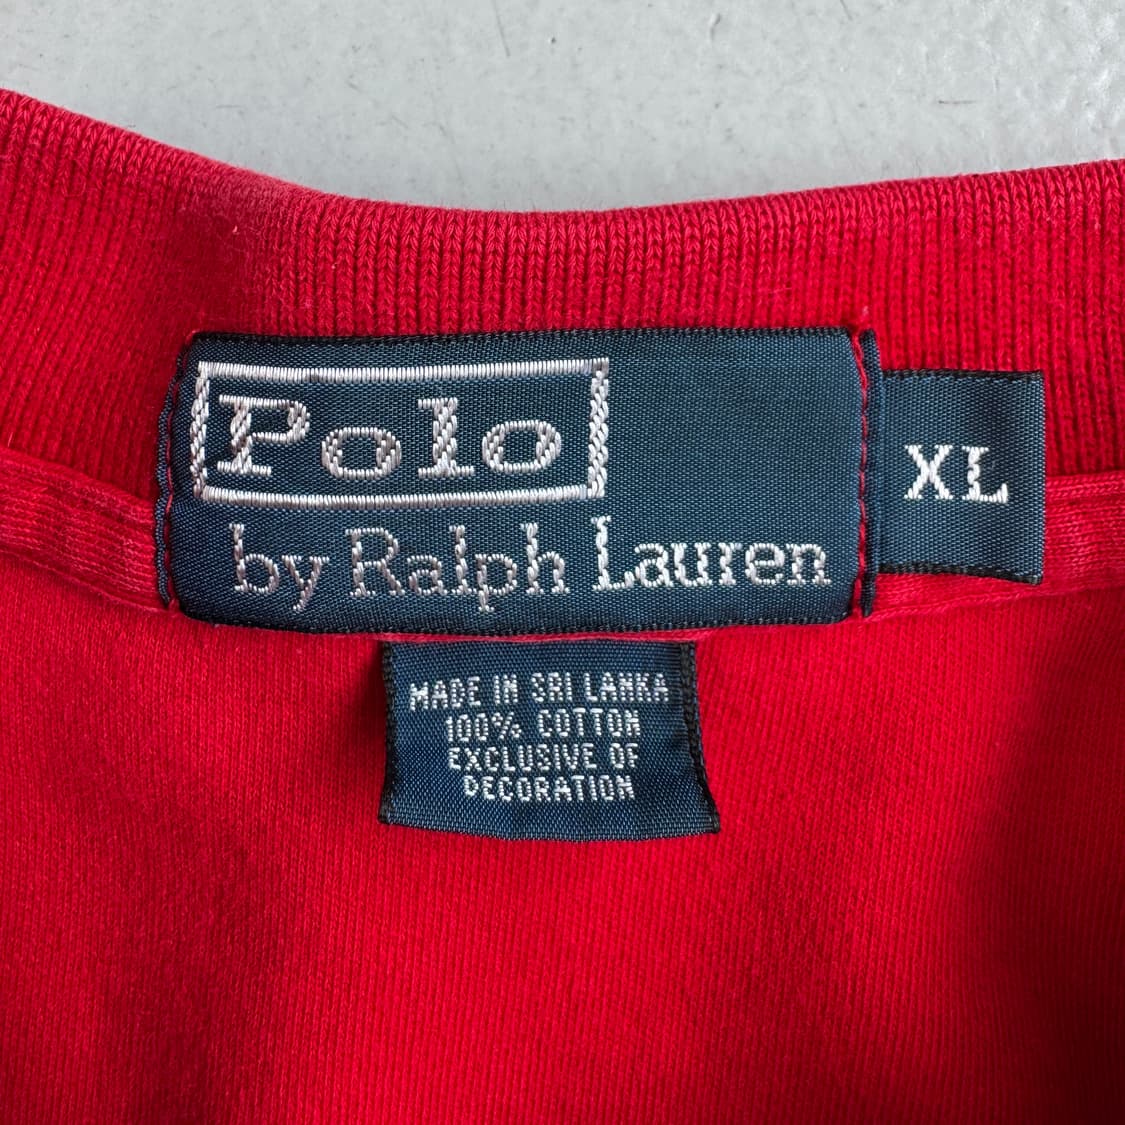 Polo
by Ralph Lauren
XL
MADE IN SRI LANKA
100% COTTON
EXCLUSIVE OF
DECORATION